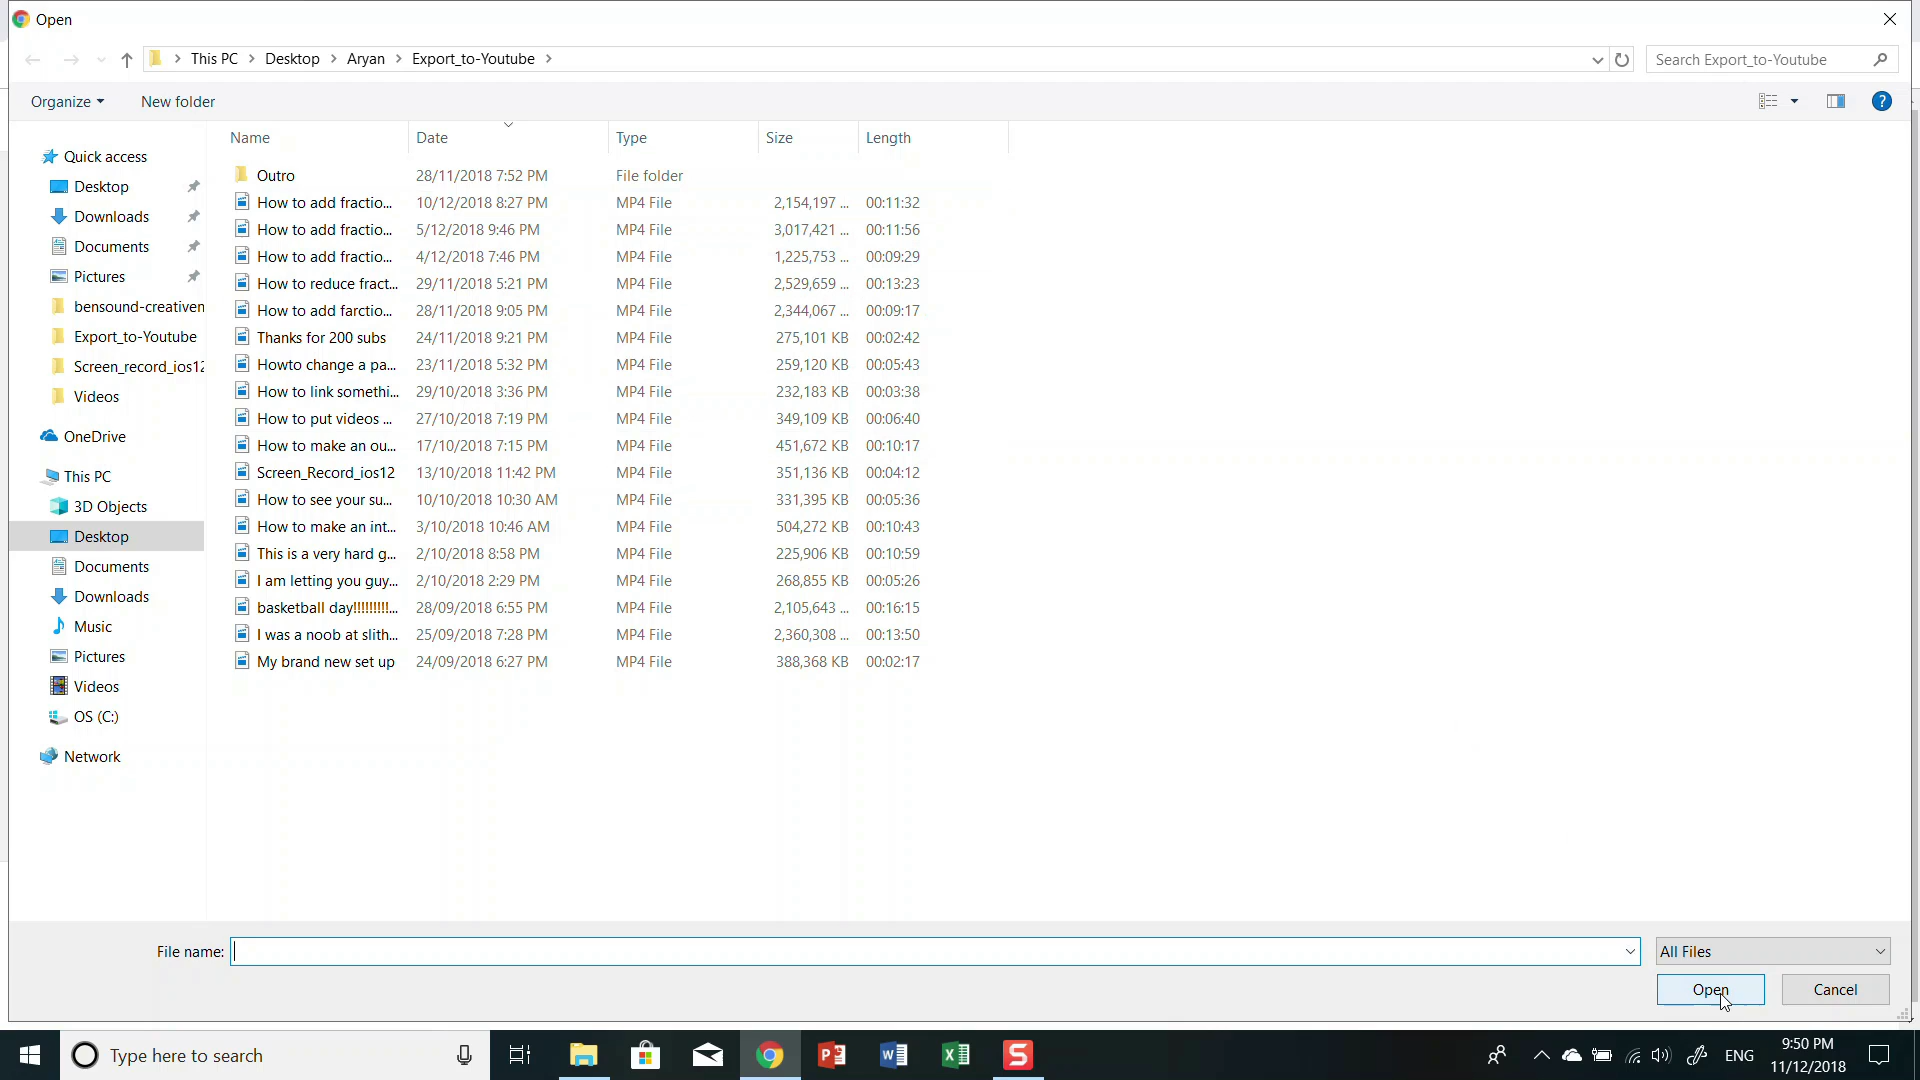 Open
This PC > Desktop > Aryan > Export_to-Youtube >
Search Export_to-Youtube
Organize
New folder
Name Date Type Size Length
Outro 28/11/2018 7:52 PM File folder
How to add fractio... 10/12/2018 8:27 PM MP4 File 2,154,197 ... 00:11:32
How to add fractio... 5/12/2018 9:46 PM MP4 File 3,017,421 ... 00:11:56
How to add fractio... 4/12/2018 7:46 PM MP4 File 1,225,753 ... 00:09:29
How to reduce fract... 29/11/2018 5:21 PM MP4 File 2,529,659 ... 00:13:23
How to add farctio... 28/11/2018 9:05 PM MP4 File 2,344,067 ... 00:09:17
Thanks for 200 subs 24/11/2018 9:21 PM MP4 File 275,101 KB 00:02:42
Howto change a pa... 23/11/2018 5:32 PM MP4 File 259,120 KB 00:05:43
How to link somethi... 29/10/2018 3:36 PM MP4 File 232,183 KB 00:03:38
How to put videos ... 27/10/2018 7:19 PM MP4 File 349,109 KB 00:06:40
How to make an ou... 17/10/2018 7:15 PM MP4 File 451,672 KB 00:10:17
Screen_Record_ios12 13/10/2018 11:42 PM MP4 File 351,136 KB 00:04:12
How to see your su... 10/10/2018 10:30 AM MP4 File 331,395 KB 00:05:36
How to make an int... 3/10/2018 10:46 AM MP4 File 504,272 KB 00:10:43
This is a very hard g... 2/10/2018 8:58 PM MP4 File 225,906 KB 00:10:59
I am letting you guy... 2/10/2018 2:29 PM MP4 File 268,855 KB 00:05:26
basketball day!!!!!!!!!... 28/09/2018 6:55 PM MP4 File 2,105,643 ... 00:16:15
I was a noob at slith... 25/09/2018 7:28 PM MP4 File 2,360,308 ... 00:13:50
My brand new set up 24/09/2018 6:27 PM MP4 File 388,368 KB 00:02:17
Quick access
Desktop
Downloads
Documents
Pictures
bensound-creativen
Export_to-Youtube
Screen_record_ios12
Videos
OneDrive
This PC
3D Objects
Desktop
Documents
Downloads
Music
Pictures
Videos
OS (C:)
Network
File name:
All Files
Open
Cancel
Type here to search
ENG
9:50 PM
11/12/2018